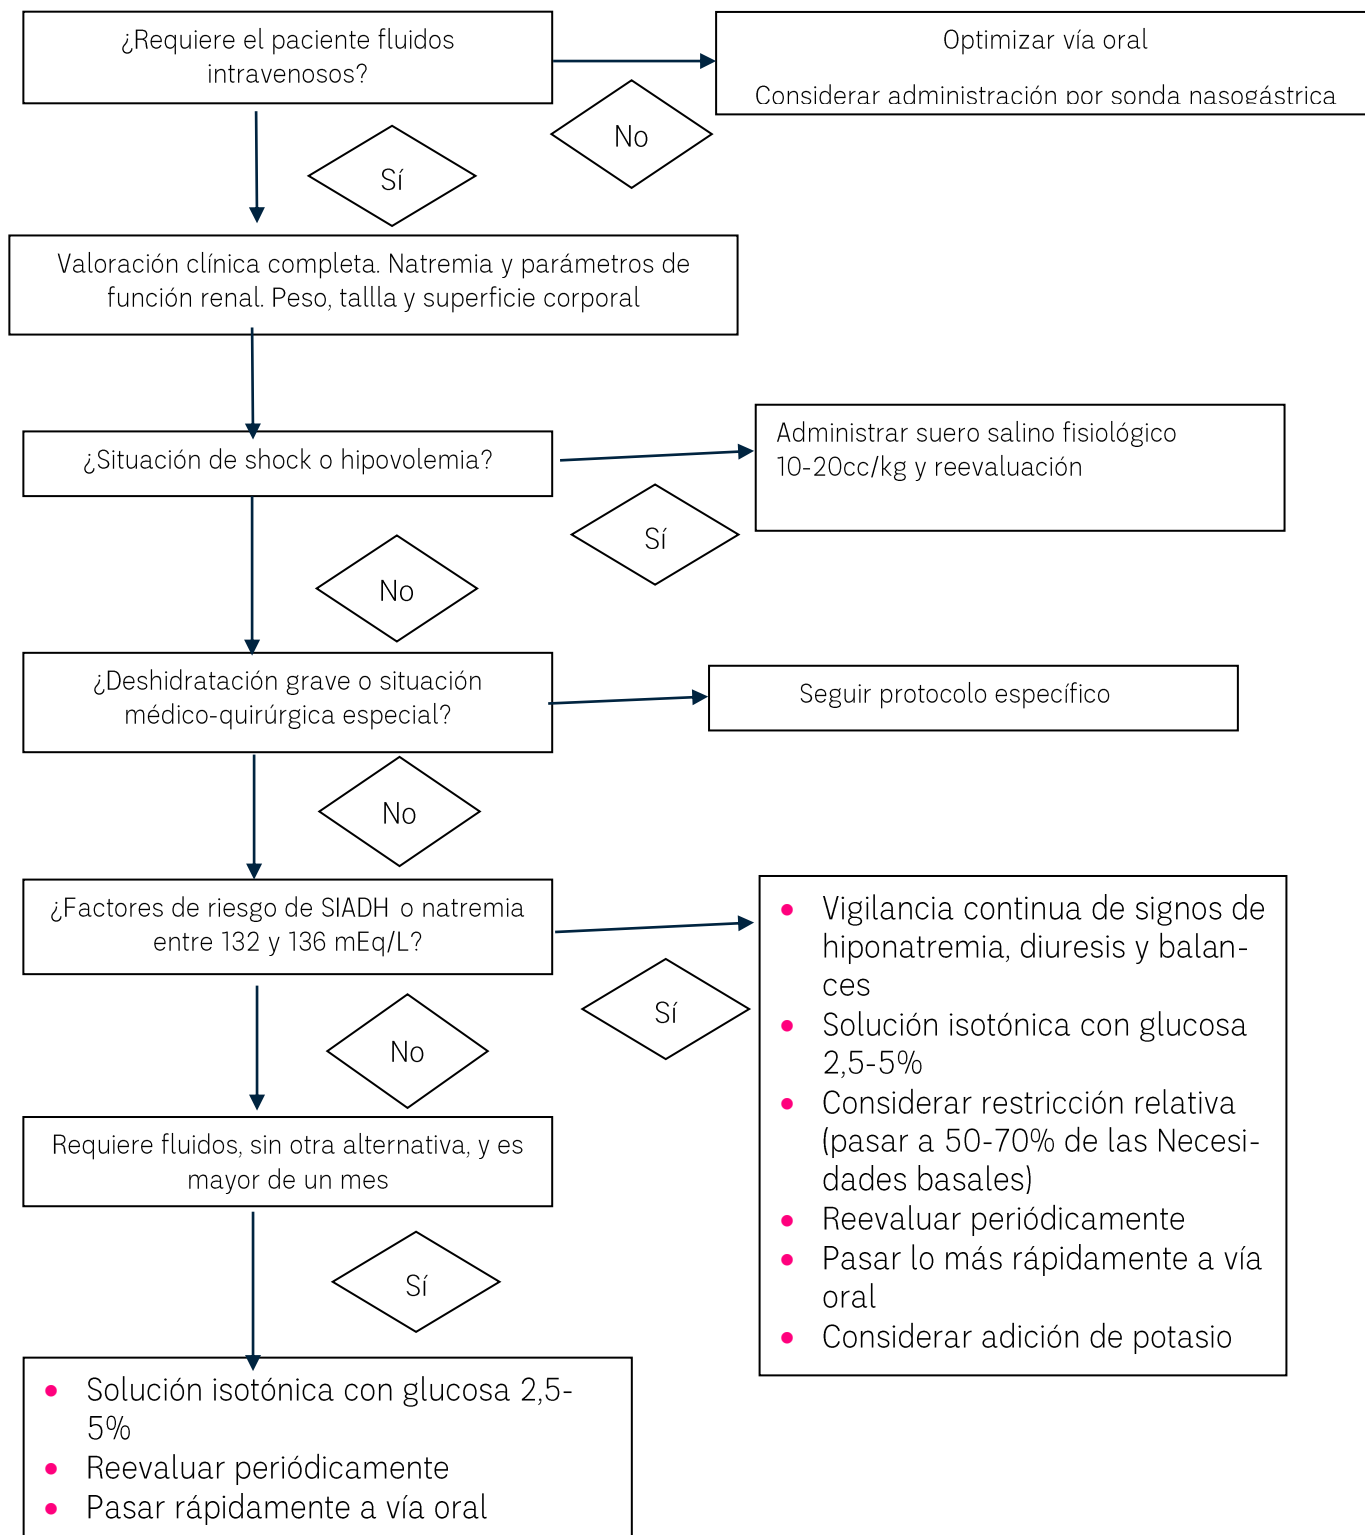 ¿Requiere el paciente fluidos
intravenosos?
Optimizar vía oral
Considerar administración por sonda nasogástrica
No
Sí
Valoración clínica completa. Natremia y parámetros de
función renal. Peso, tallla y superficie corporal
¿Situación de shock o hipovolemia?
Administrar suero salino fisiológico
10-20cc/kg y reevaluación
Sí
No
¿Deshidratación grave o situación
médico-quirúrgica especial?
Seguir protocolo específico
No
¿Factores de riesgo de SIADH o natremia
entre 132 y 136 mEq/L?
Sí
No
• Vigilancia continua de signos de
hiponatremia, diuresis y balan-
ces
• Solución isotónica con glucosa
2,5-5%
• Considerar restricción relativa
(pasar a 50-70% de las Necesi-
dades basales)
• Reevaluar periódicamente
• Pasar lo más rápidamente a vía
oral
• Considerar adición de potasio
Requiere fluidos, sin otra alternativa, y es
mayor de un mes
Sí
• Solución isotónica con glucosa 2,5-
5%
• Reevaluar periódicamente
• Pasar rápidamente a vía oral